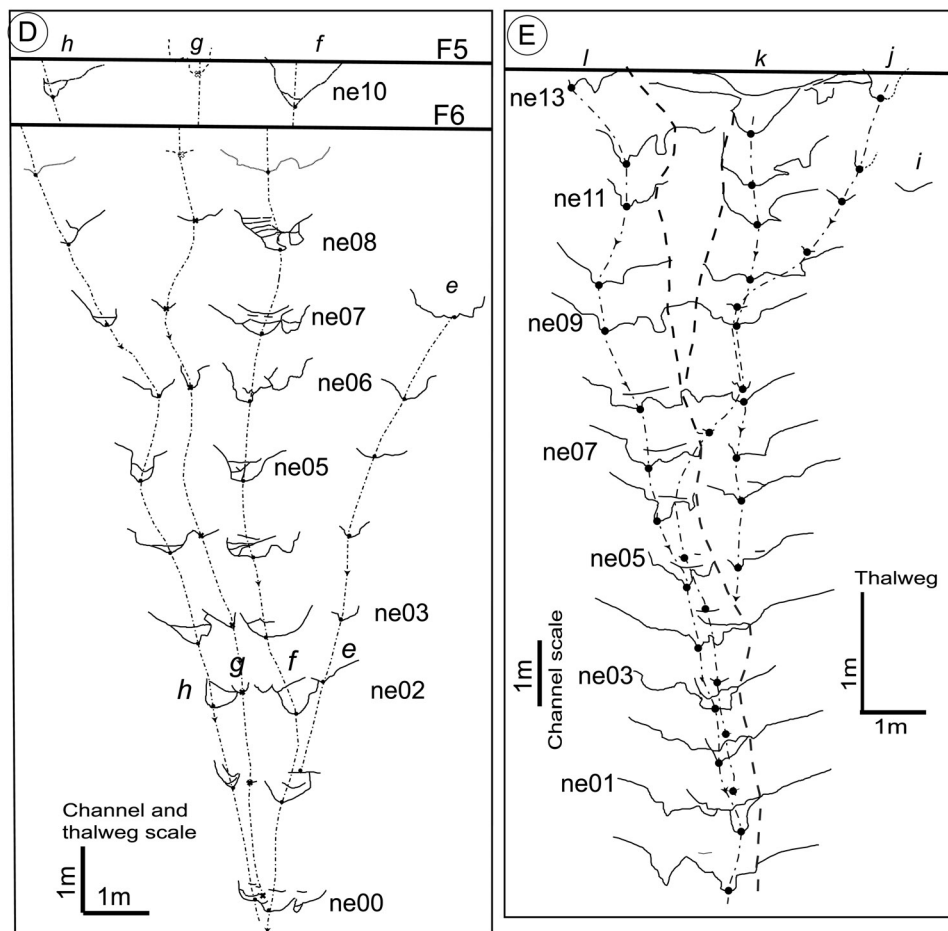 D
h
g
f
F5
ne10
F6
ne08
e
ne07
ne06
ne05
ne03
h
g
f
e
ne02
Channel and
thalweg scale
1m
1m
ne00
E
l
k
j
ne13
i
ne11
ne09
ne07
ne05
Thalweg
1m
Channel scale
1m
1m
ne03
ne01